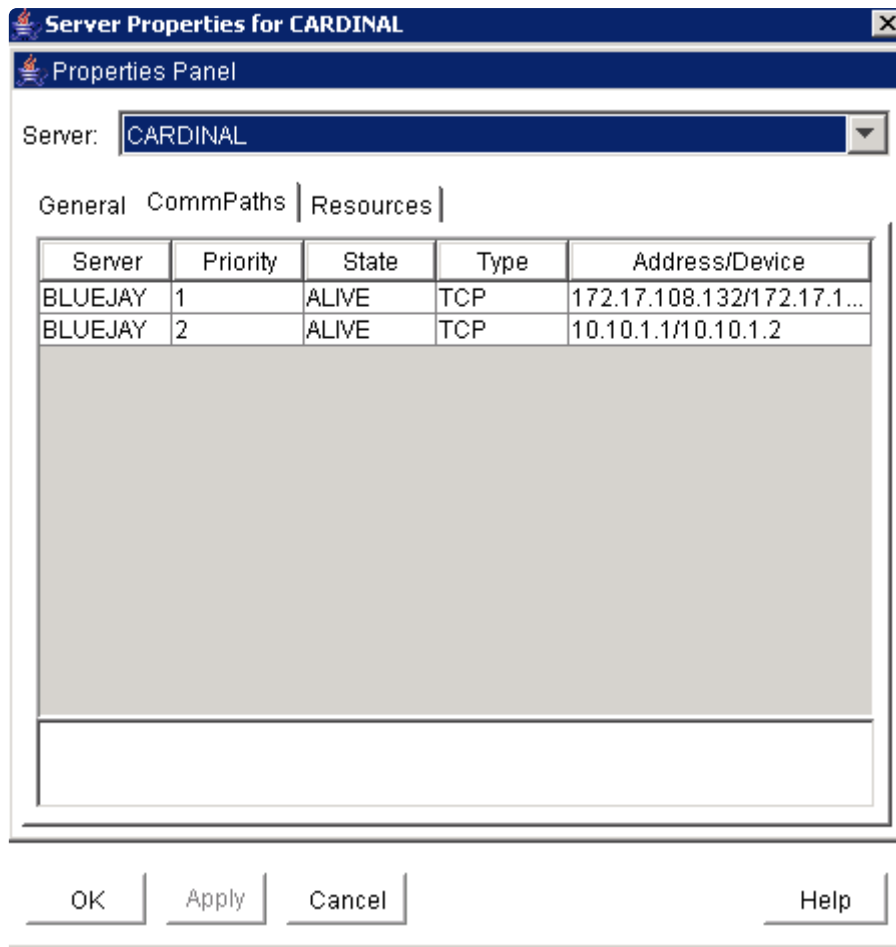 Server Properties for CARDINAL
Properties Panel
Server: CARDINAL
General CommPaths Resources
Server Priority State Type Address/Device
BLUEJAY 1 ALIVE TCP 172.17.108.132/172.17.1...
BLUEJAY 2 ALIVE TCP 10.10.1.1/10.10.1.2
OK Apply Cancel Help